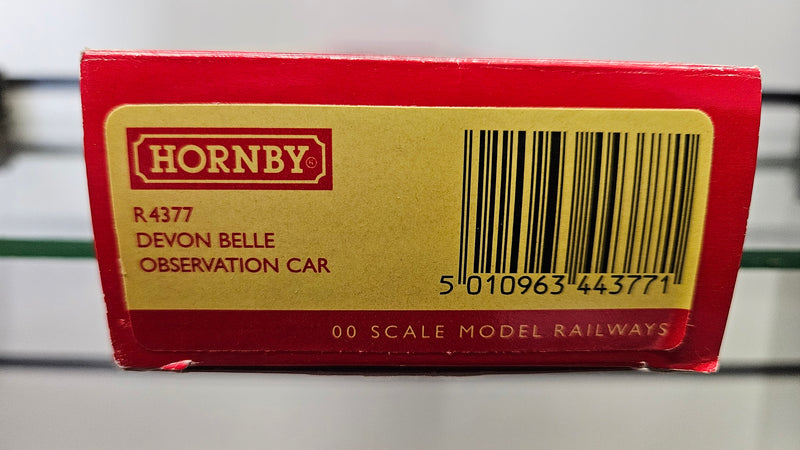 HORNBY®
R4377
DEVON BELLE
OBSERVATION CAR
5 010963 443771
00 SCALE MODEL RAILWAYS